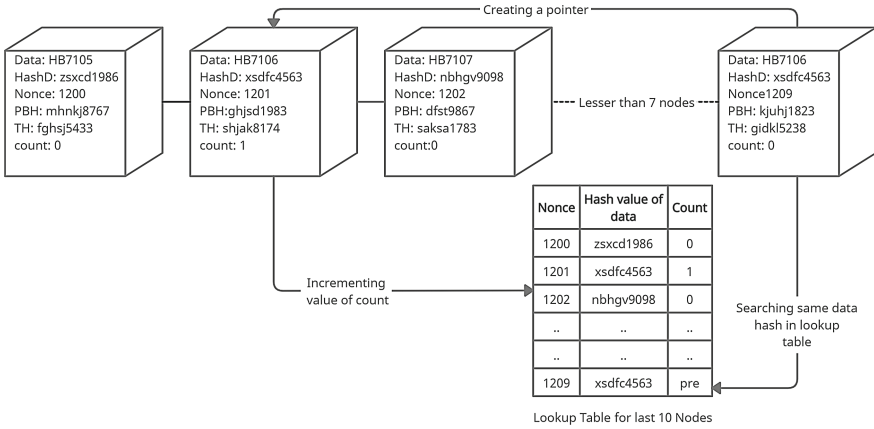 Creating a pointer
Data: HB7105
HashD: zsxcd1986
Nonce: 1200
PBH: mhnkj8767
TH: fghsj5433
count: 0
Data: HB7106
HashD: xsdfc4563
Nonce: 1201
PBH:ghjsd1983
TH: shjak8174
count: 1
Data: HB7107
HashD: nbhgv9098
Nonce: 1202
PBH: dfst9867
TH: saksa1783
count:0
Lesser than 7 nodes
Data: HB7106
HashD: xsdfc4563
Nonce1209
PBH: kjuhj1823
TH: gidkl5238
count: 0
Incrementing
value of count
Nonce Hash value of data Count
1200 zsxcd1986 0
1201 xsdfc4563 1
1202 nbhgv9098 0
.. .. ..
.. .. ..
1209 xsdfc4563 pre
Searching same data
hash in lookup
table
Lookup Table for last 10 Nodes